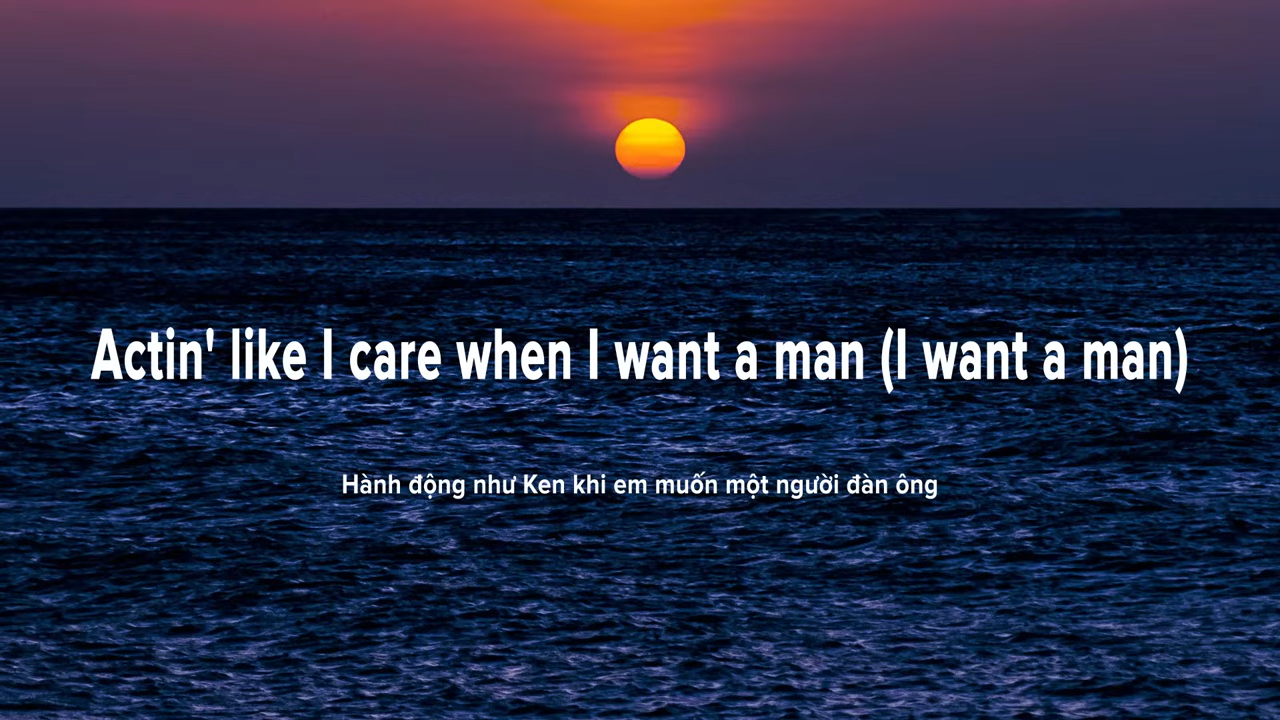 Actin' like I care when I want a man (I want a man)
Hành động như Ken khi em muốn một người đàn ông